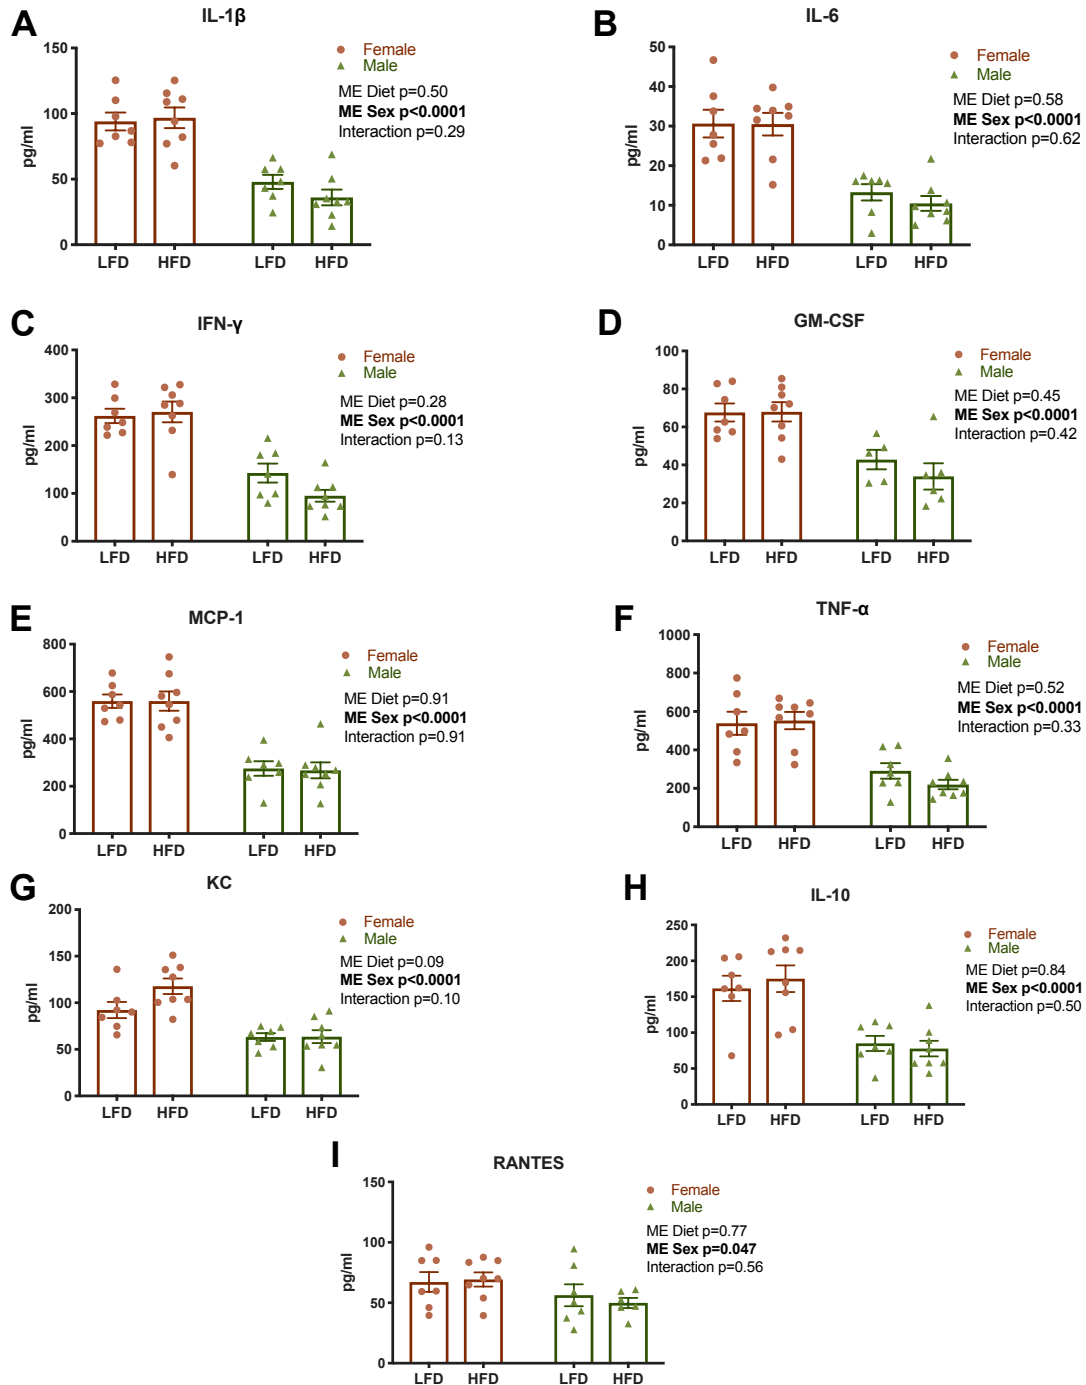 A
IL-1β
Female
Male
ME Diet p=0.50
ME Sex p<0.0001
Interaction p=0.29
150
100
50
0
pg/ml
LFD HFD LFD HFD
B
IL-6
Female
Male
ME Diet p=0.58
ME Sex p<0.0001
Interaction p=0.62
50
40
30
20
10
0
pg/ml
LFD HFD LFD HFD
C
IFN-γ
Female
Male
ME Diet p=0.28
ME Sex p<0.0001
Interaction p=0.13
400
300
200
100
0
pg/ml
LFD HFD LFD HFD
D
GM-CSF
Female
Male
ME Diet p=0.45
ME Sex p<0.0001
Interaction p=0.42
100
80
60
40
20
0
pg/ml
LFD HFD LFD HFD
E
MCP-1
Female
Male
ME Diet p=0.91
ME Sex p<0.0001
Interaction p=0.91
800
600
400
200
0
pg/ml
LFD HFD LFD HFD
F
TNF-α
Female
Male
ME Diet p=0.52
ME Sex p<0.0001
Interaction p=0.33
1000
800
600
400
200
0
pg/ml
LFD HFD LFD HFD
G
KC
Female
Male
ME Diet p=0.09
ME Sex p<0.0001
Interaction p=0.10
200
150
100
50
0
pg/ml
LFD HFD LFD HFD
H
IL-10
Female
Male
ME Diet p=0.84
ME Sex p<0.0001
Interaction p=0.50
250
200
150
100
50
0
pg/ml
LFD HFD LFD HFD
I
RANTES
Female
Male
ME Diet p=0.77
ME Sex p=0.047
Interaction p=0.56
150
100
50
0
pg/ml
LFD HFD LFD HFD